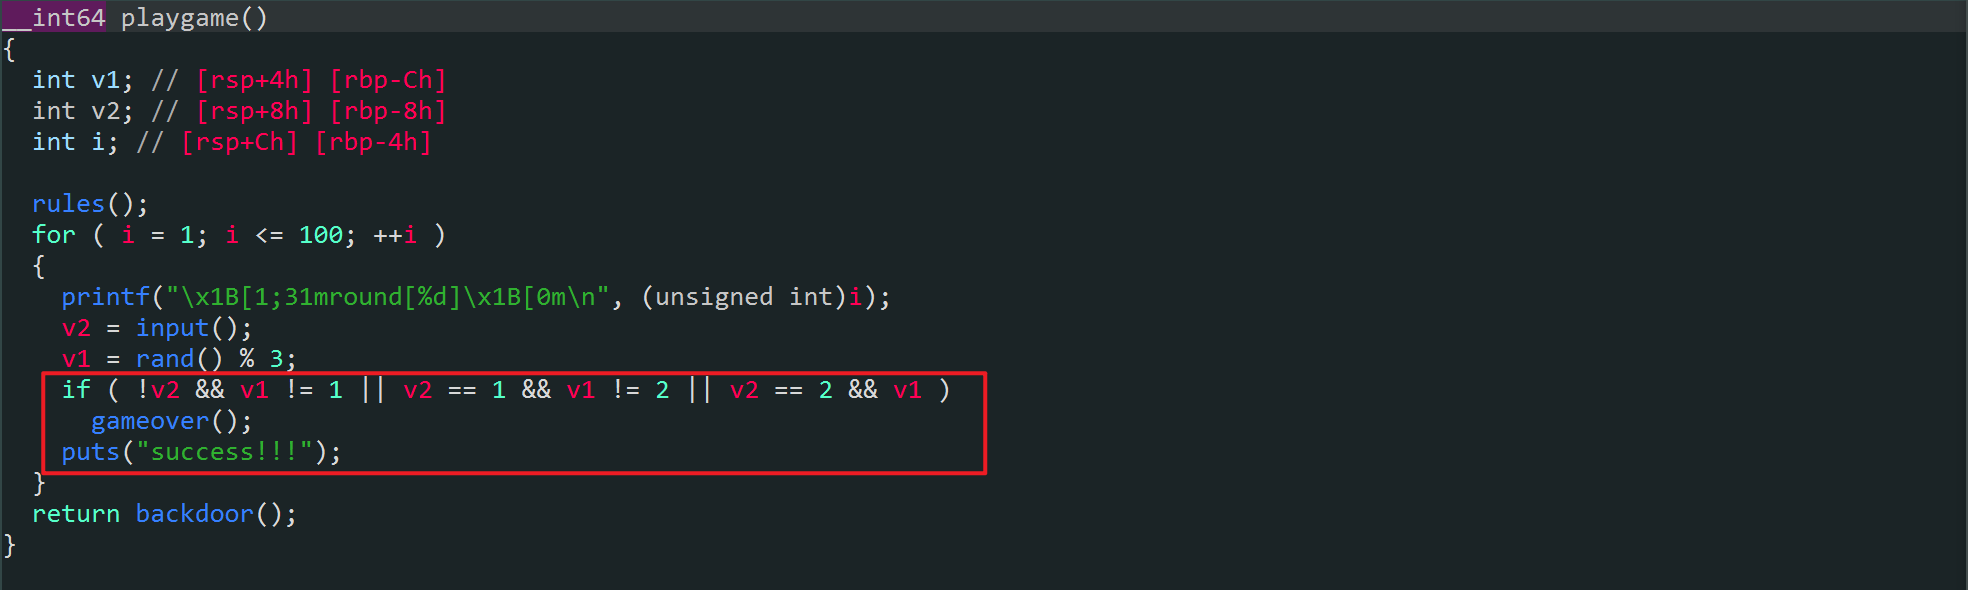 __int64 playgame()
{
  int v1; // [rsp+4h] [rbp-Ch]
  int v2; // [rsp+8h] [rbp-8h]
  int i; // [rsp+Ch] [rbp-4h]

  rules();
  for ( i = 1; i <= 100; ++i )
  {
    printf("\x1B[1;31mround[%d]\x1B[0m\n", (unsigned int)i);
    v2 = input();
    v1 = rand() % 3;
    if ( !v2 && v1 != 1 || v2 == 1 && v1 != 2 || v2 == 2 && v1 )
      gameover();
    puts("success!!!");
  }
  return backdoor();
}